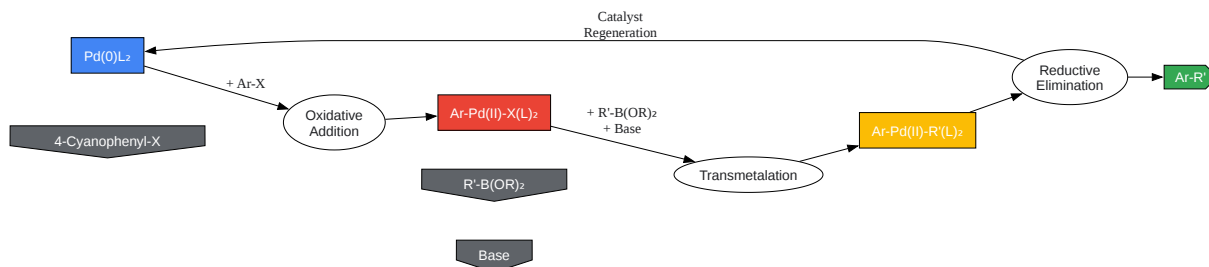 Catalyst
Regeneration
Pd(0)L₂
+ Ar-X
Oxidative
Addition
Ar-Pd(II)-X(L)₂
+ R'-B(OR)₂
+ Base
Transmetalation
Ar-Pd(II)-R'(L)₂
Reductive
Elimination
Ar-R'
4-Cyanophenyl-X
R'-B(OR)₂
Base